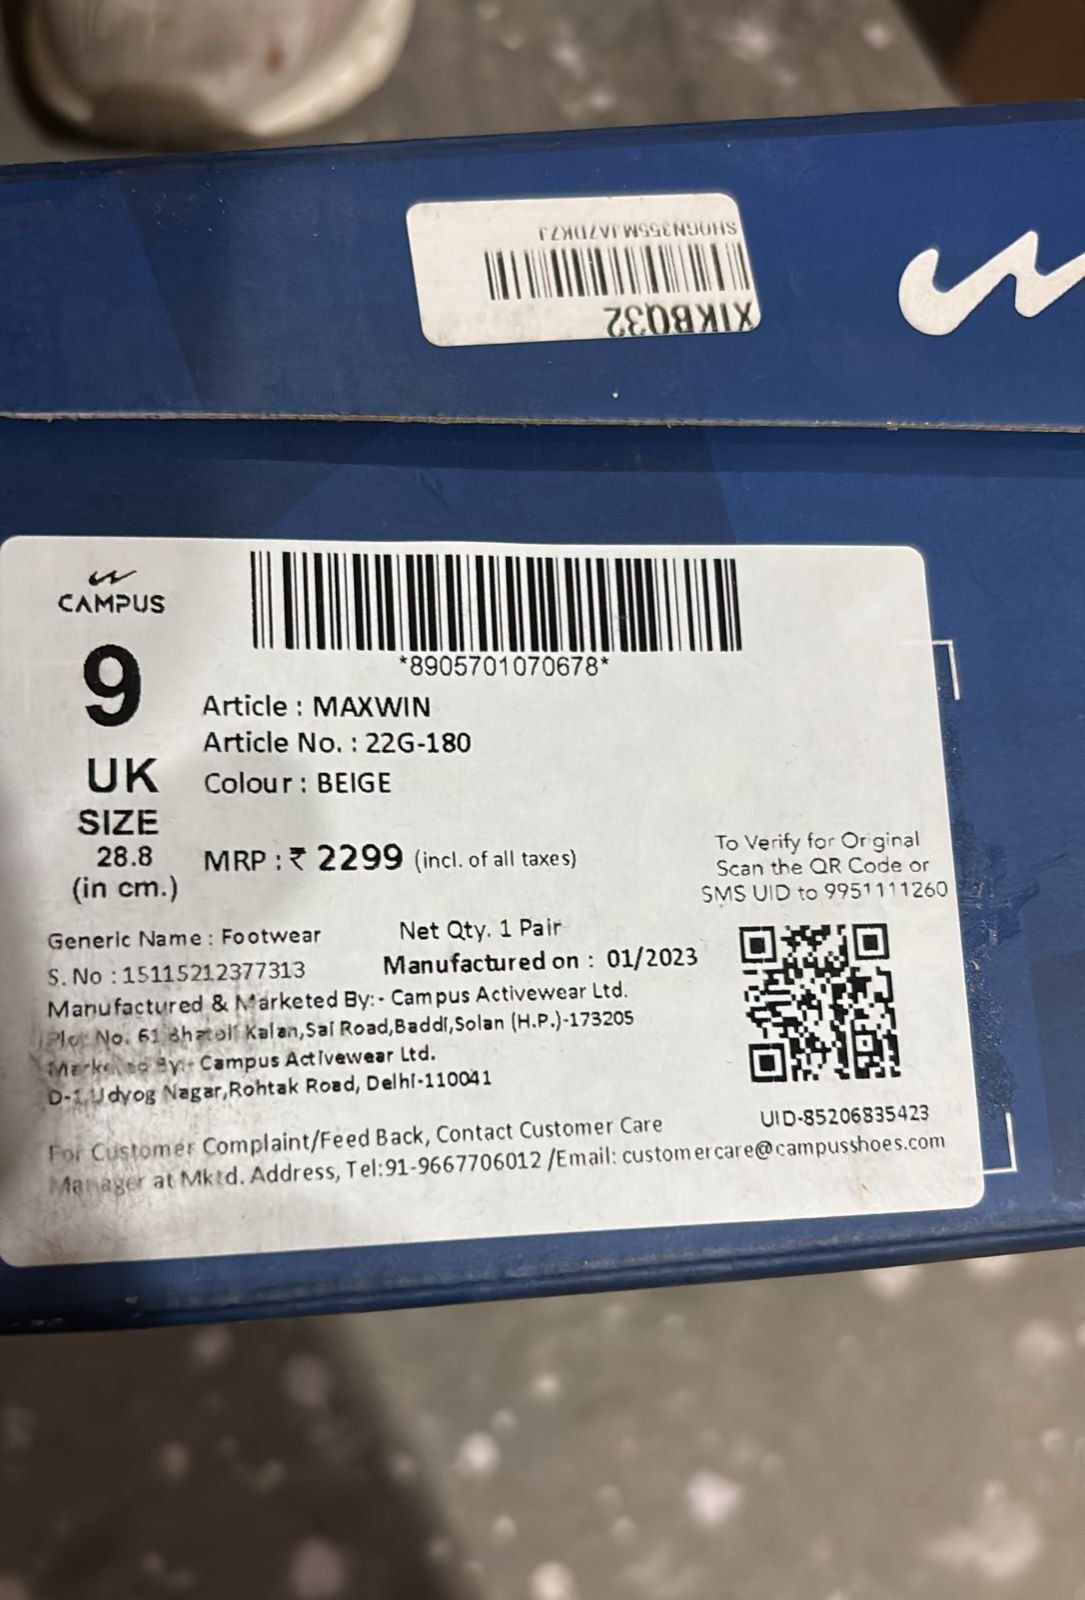 SHOGN355MJA7DK7J
XIKBQ32
CAMPUS
*8905701070678*
9
UK
SIZE
28.8
(in cm.)
Article : MAXWIN
Article No. : 22G-180
Colour : BEIGE
MRP : ₹ 2299 (incl. of all taxes)
To Verify for Original
Scan the QR Code or
SMS UID to 9951111260
Generic Name : Footwear
Net Qty. 1 Pair
S. No : 15115212377313
Manufactured on : 01/2023
Manufactured & Marketed By:- Campus Activewear Ltd.
Plot No. 61 Bhatoli Kalan,Sai Road,Baddi,Solan (H.P.)-173205
Marketed By:- Campus Activewear Ltd.
D-1,Udyog Nagar,Rohtak Road, Delhi-110041
UID-85206835423
For Customer Complaint/Feed Back, Contact Customer Care
Manager at Mktd. Address, Tel:91-9667706012 /Email: customercare@campusshoes.com